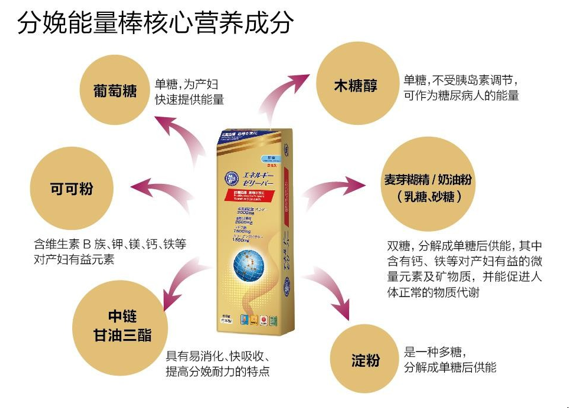 分娩能量棒核心营养成分
葡萄糖
单糖，为产妇
快速提供能量
木糖醇
单糖，不受胰岛素调节，
可作为糖尿病人的能量
可可粉
含维生素 B 族、钾、镁、钙、铁等
对产妇有益元素
麦芽糊精 / 奶油粉
（乳糖、砂糖）
双糖，分解成单糖后供能，其中
含有钙、铁等对产妇有益的微
量元素及矿物质，并能促进人
体正常的物质代谢
エネルギー
ゼリーバー
中链
甘油三酯
具有易消化、快吸收、
提高分娩耐力的特点
淀粉
是一种多糖，
分解成单糖后供能